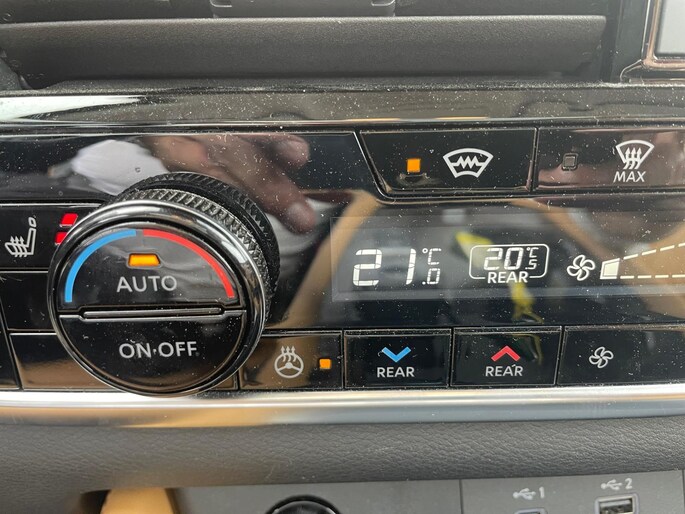 MAX
21.0°C
20.5°C
REAR
AUTO
ON·OFF
REAR
REAR
1
2